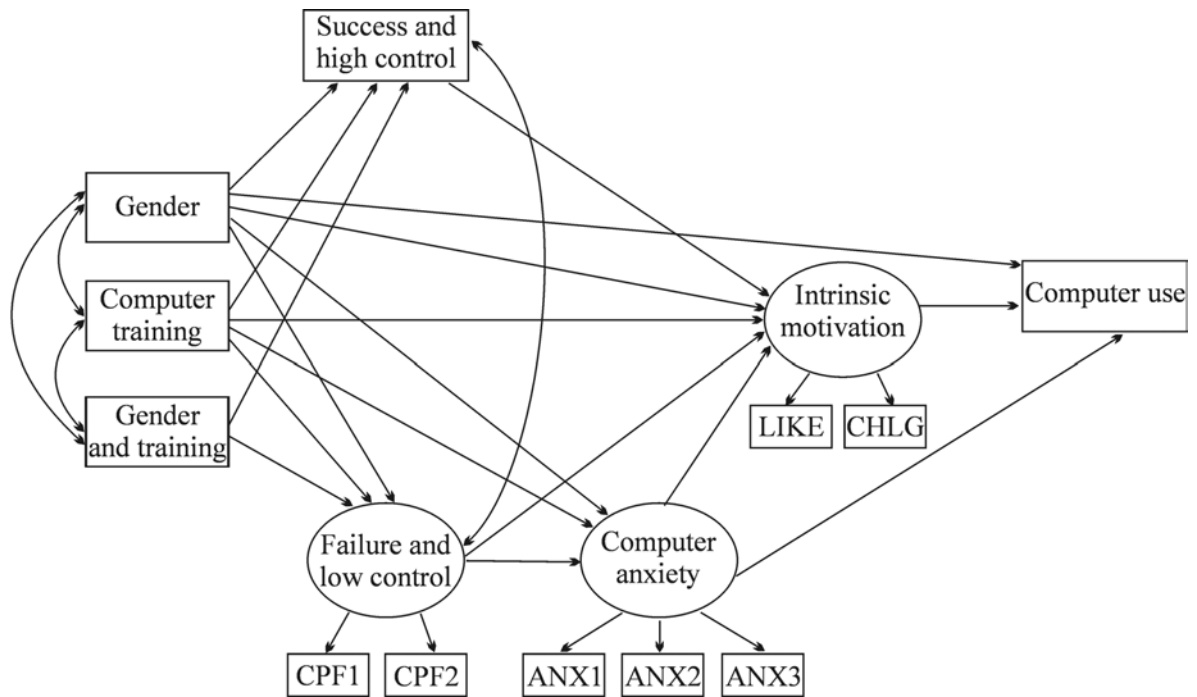 Success and
high control
Gender
Computer
training
Gender
and training
Intrinsic
motivation
Computer use
LIKE
CHLG
Failure and
low control
Computer
anxiety
CPF1
CPF2
ANX1
ANX2
ANX3